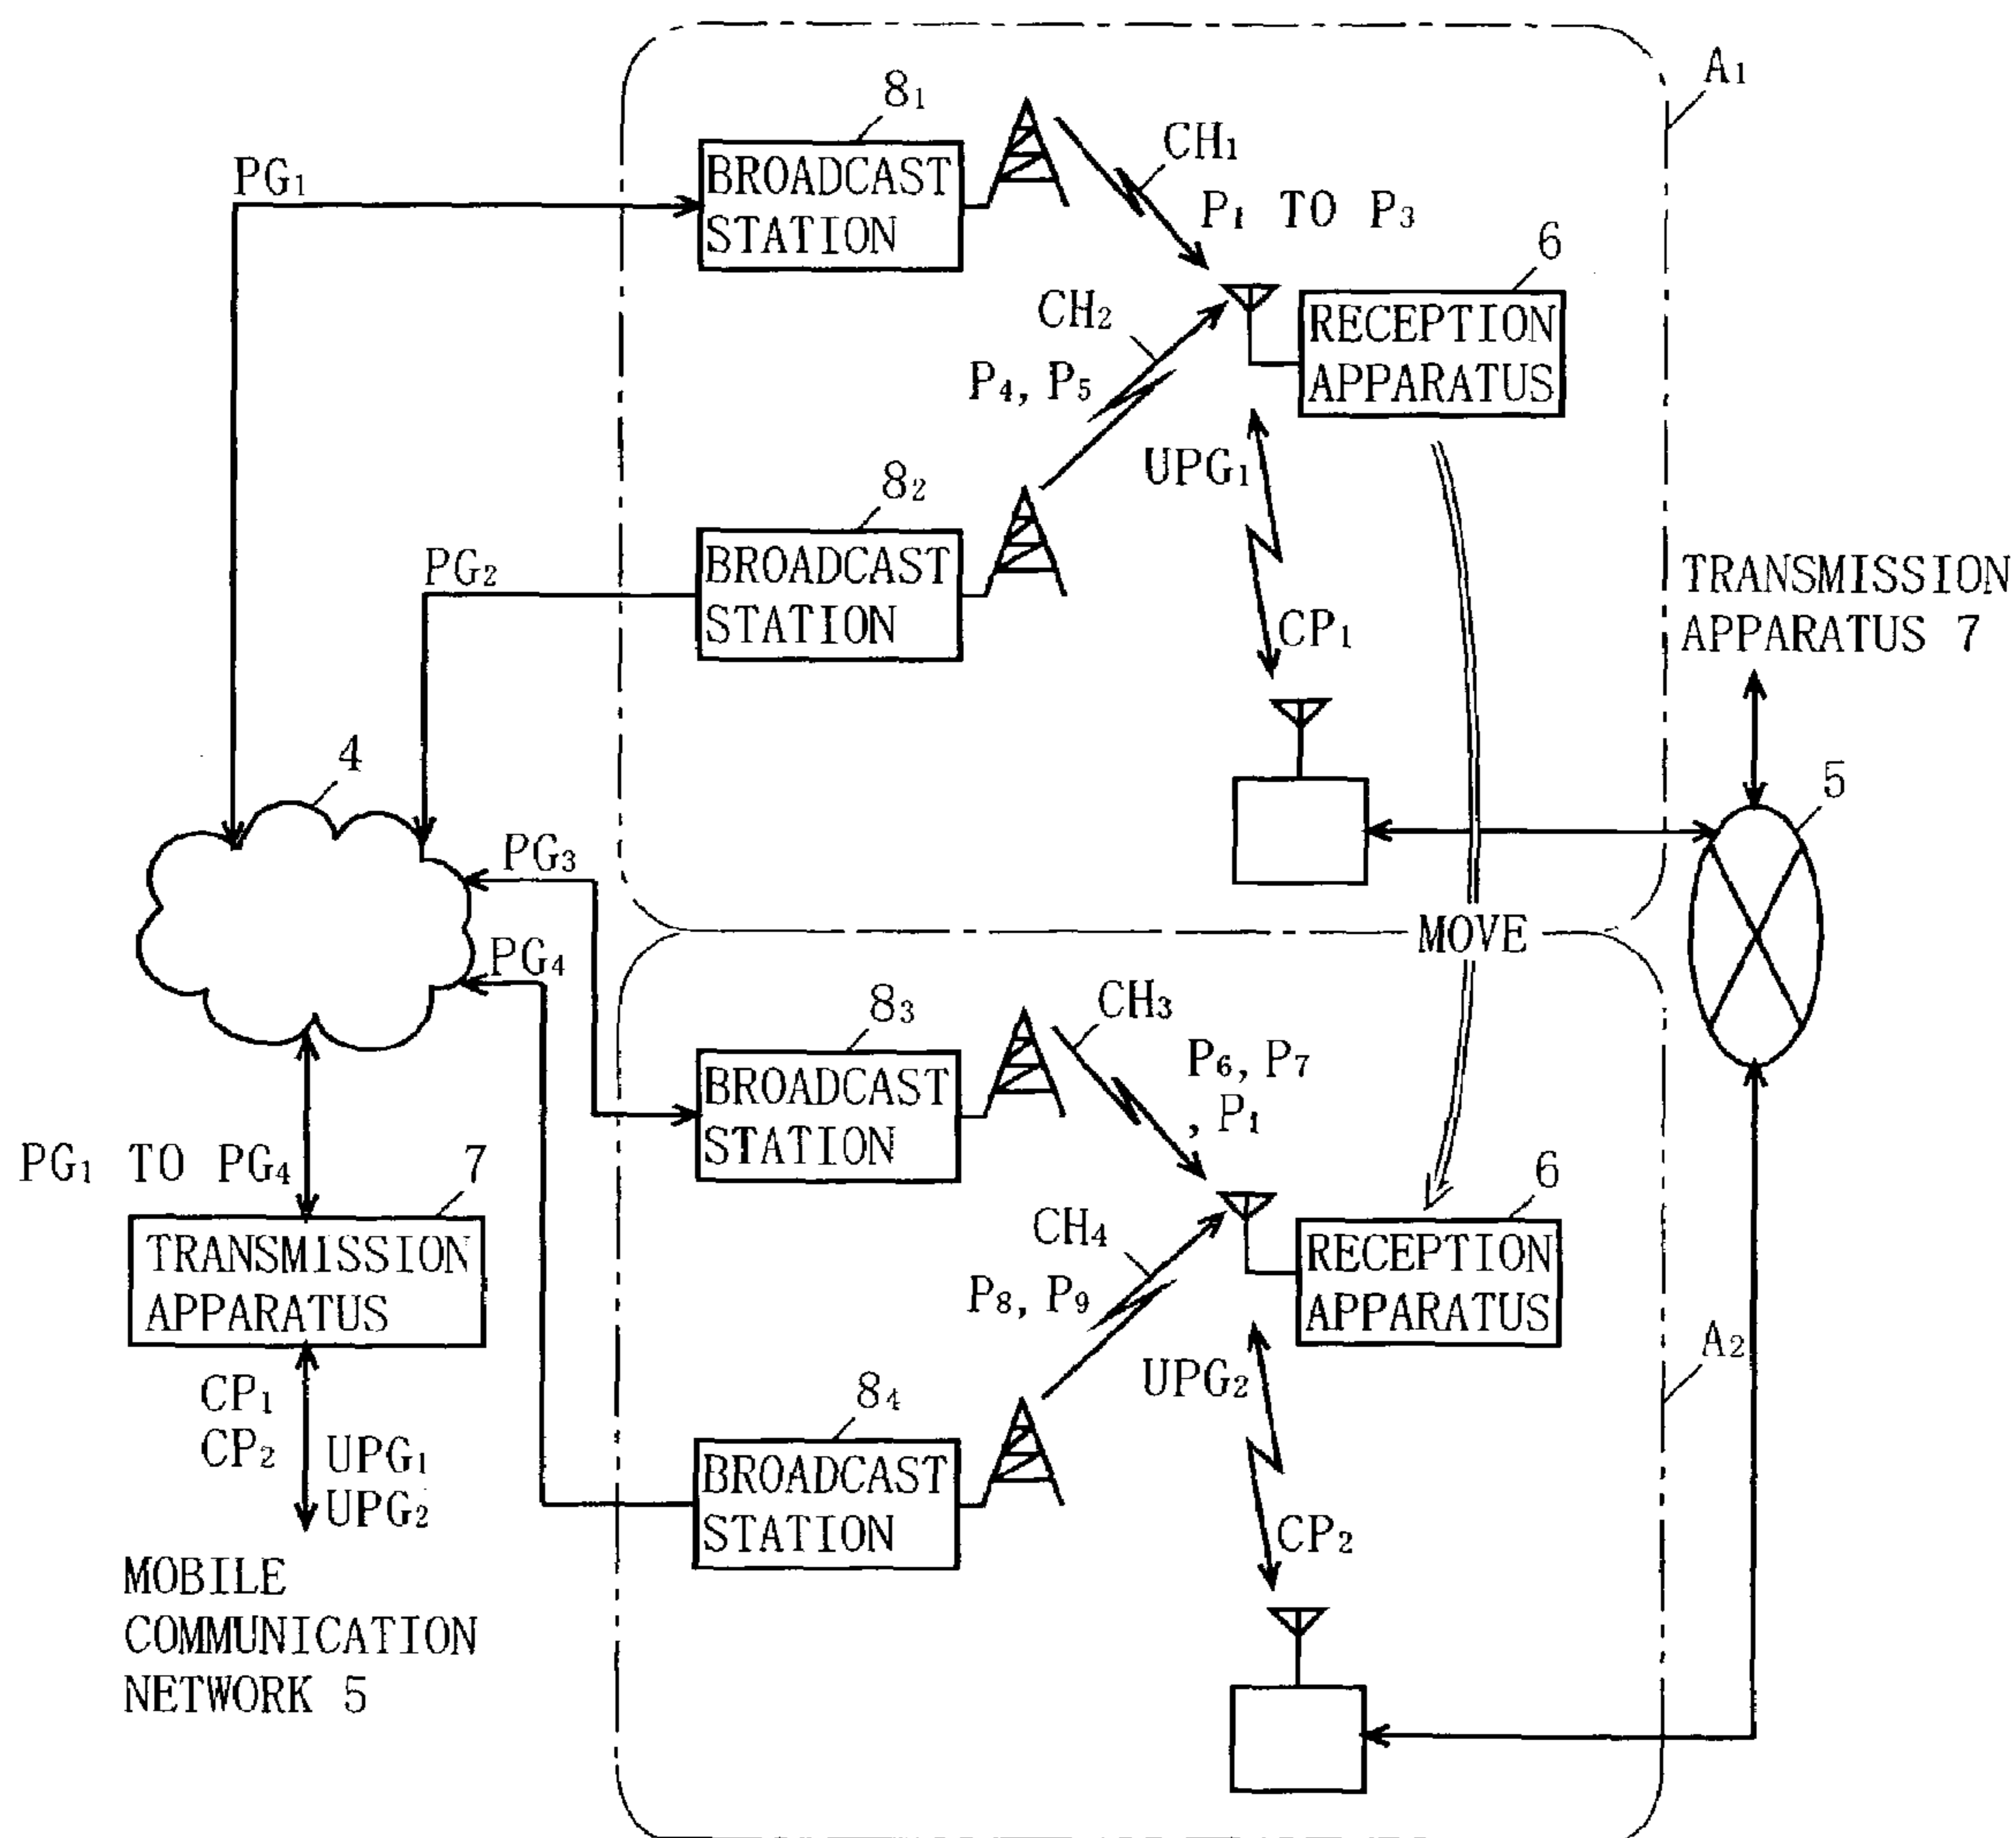 A₁
8₁
BROADCAST
STATION
PG₁
CH₁
P₁ TO P₃
6
RECEPTION
APPARATUS
CH₂
P₄, P₅
UPG₁
8₂
BROADCAST
STATION
PG₂
CP₁
TRANSMISSION
APPARATUS 7
4
5
PG₃
MOVE
PG₄
8₃
BROADCAST
STATION
CH₃
P₆, P₇
, P₁
PG₁ TO PG₄
7
TRANSMISSION
APPARATUS
6
RECEPTION
APPARATUS
CH₄
P₈, P₉
UPG₂
A₂
8₄
BROADCAST
STATION
CP₁
CP₂
UPG₁
UPG₂
CP₂
MOBILE
COMMUNICATION
NETWORK 5